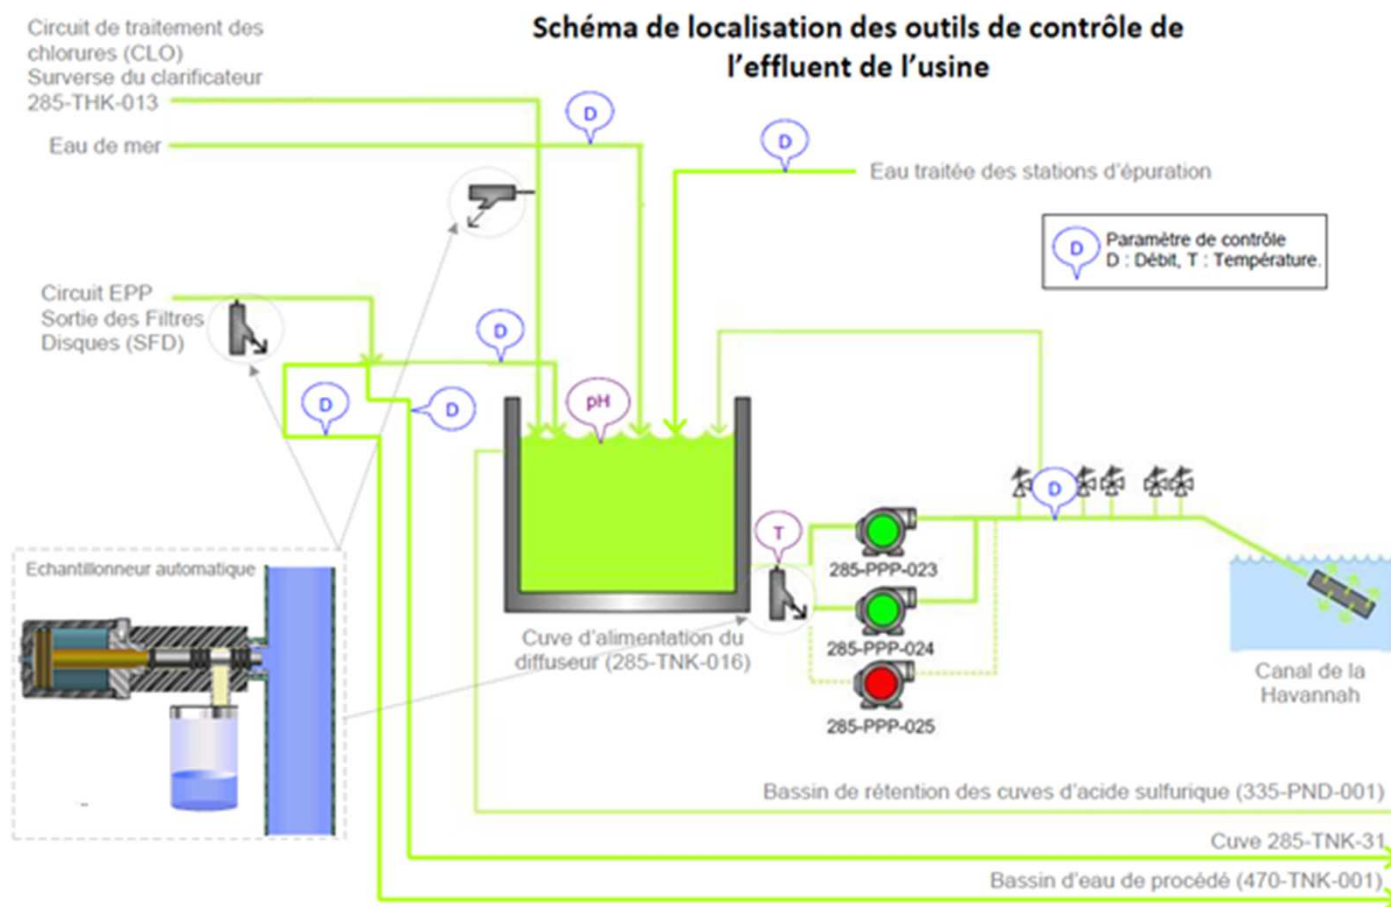 Schéma de localisation des outils de contrôle de
l'effluent de l'usine
Circuit de traitement des
chlorures (CLO)
Surverse du clarificateur
285-THK-013
Eau de mer
D
D
Eau traitée des stations d'épuration
D
Paramètre de contrôle
D : Débit, T : Température.
Circuit EPP
Sortie des Filtres
Disques (SFD)
D
D
D
pH
D
T
285-PPP-023
285-PPP-024
285-PPP-025
Echantillonneur automatique
Cuve d'alimentation du
diffuseur (285-TNK-016)
Canal de la
Havannah
Bassin de rétention des cuves d'acide sulfurique (335-PND-001)
Cuve 285-TNK-31
Bassin d'eau de procédé (470-TNK-001)